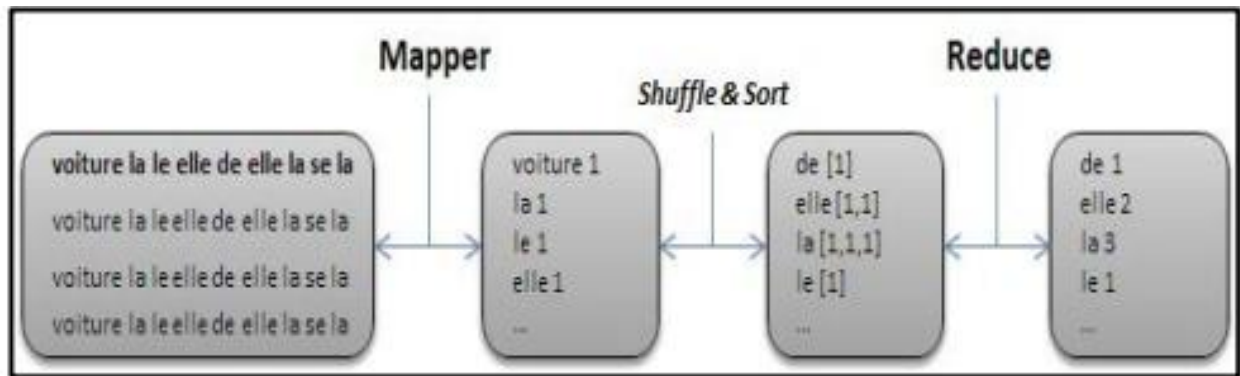 Mapper
Shuffle & Sort
Reduce
voiture la le elle de elle la se la
voiture la le elle de elle la se la
voiture la le elle de elle la se la
voiture la le elle de elle la se la
voiture 1
la 1
le 1
elle 1
...
de [1]
elle [1,1]
la [1,1,1]
le [1]
...
de 1
elle 2
la 3
le 1
...